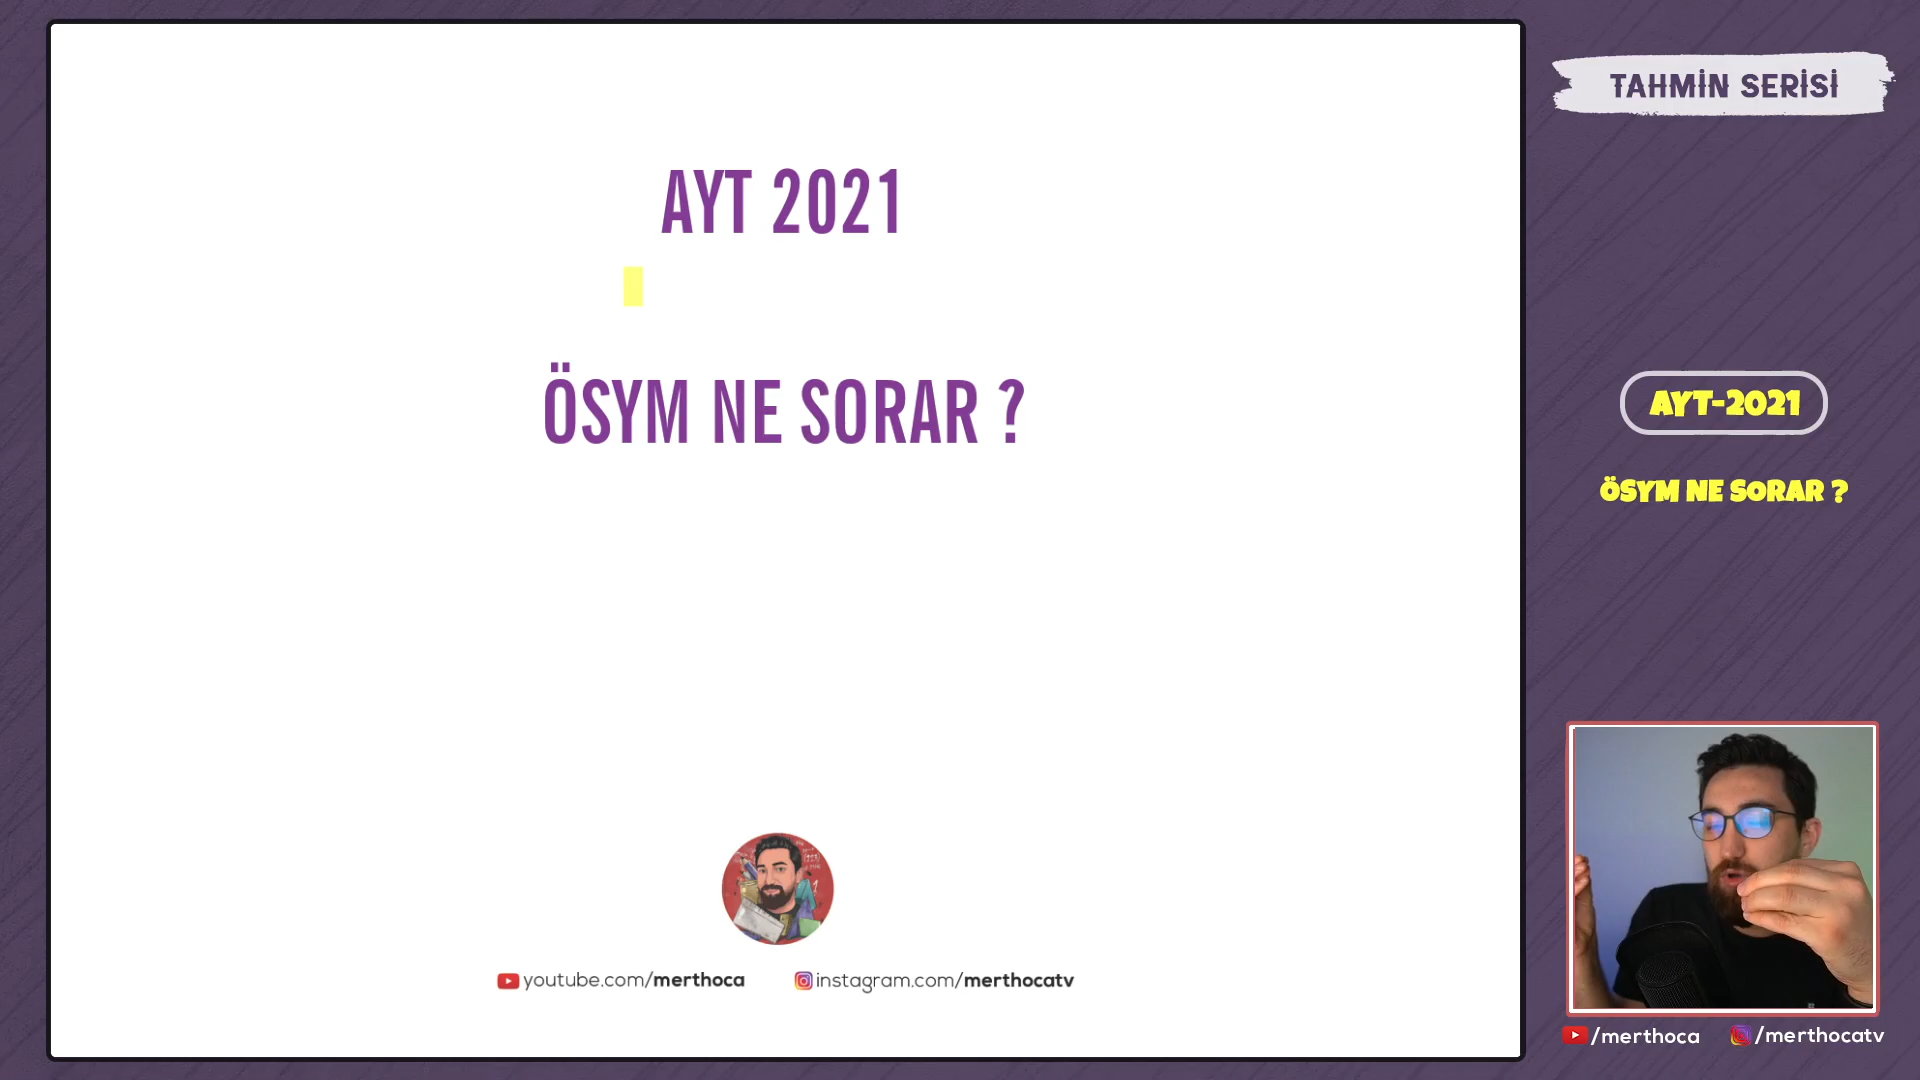 AYT 2021
ÖSYM NE SORAR ?
youtube.com/merthoca
instagram.com/merthocatv
TAHMİN SERİSİ
AYT-2021
ÖSYM NE SORAR ?
/merthoca
/merthocatv